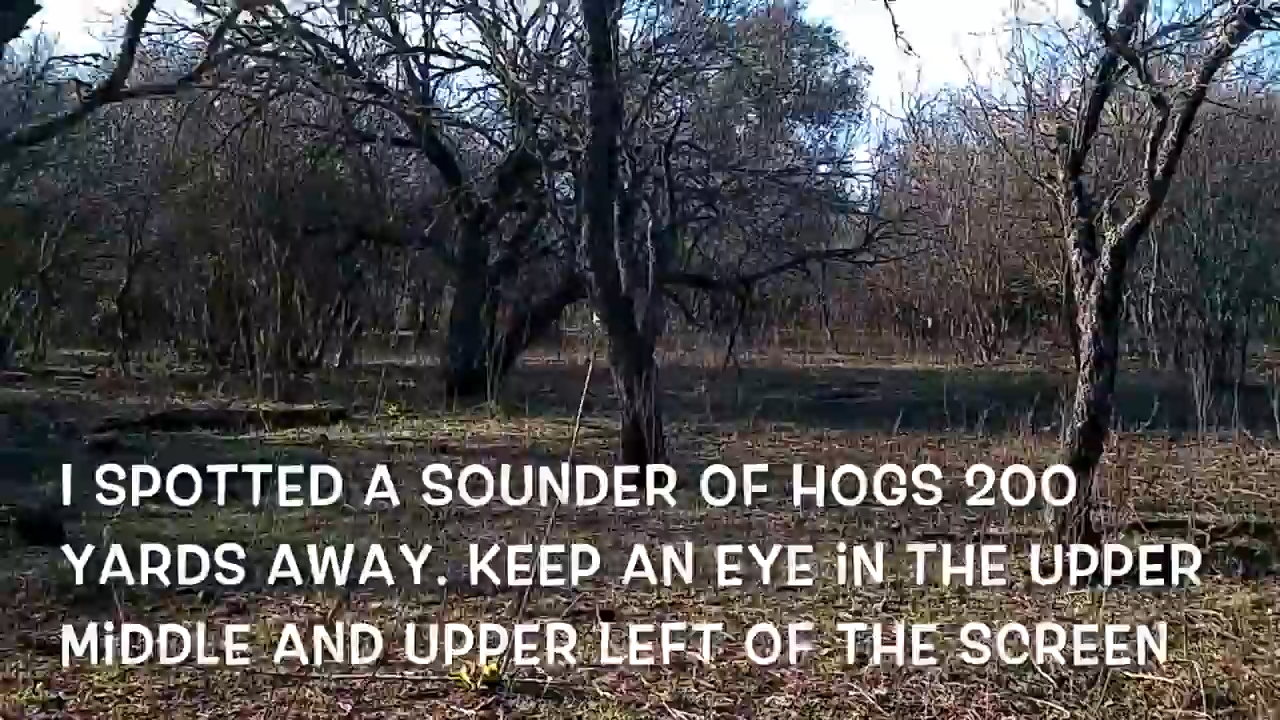 I SPOTTED A SOUNDER OF HOGS 200
YARDS AWAY. KEEP AN EYE iN THE UPPER
MiDDLE AND UPPER LEFT OF THE SCREEN